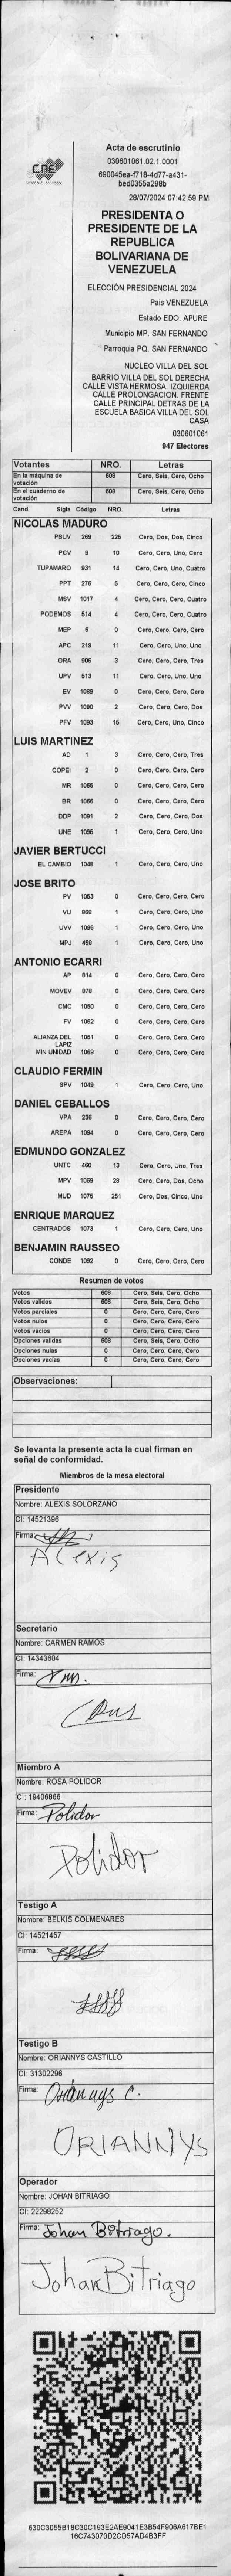 CNE
Acta de escrutinio
030601061.02.1.0001
690045ea-f718-4d77-a431-
bed0355a298b
28/07/2024 07:42:59 PM
PRESIDENTA O
PRESIDENTE DE LA
REPUBLICA
BOLIVARIANA DE
VENEZUELA
ELECCIÓN PRESIDENCIAL 2024
Pais VENEZUELA
Estado EDO. APURE
Municipio MP. SAN FERNANDO
Parroquia PQ. SAN FERNANDO
NUCLEO VILLA DEL SOL
BARRIO VILLA DEL SOL DERECHA
CALLE VISTA HERMOSA. IZQUIERDA
CALLE PROLONGACION. FRENTE
CALLE PRINCIPAL DETRAS DE LA
ESCUELA BASICA VILLA DEL SOL
CASA
030601061
947 Electores
Votantes NRO. Letras
En la máquina de votación 608 Cero, Seis, Cero, Ocho
En el cuaderno de votación 608 Cero, Seis, Cero, Ocho
Cand. Sigla Código NRO. Letras
NICOLAS MADURO
PSUV 269 225 Cero, Dos, Dos, Cinco
PCV 9 10 Cero, Cero, Uno, Cero
TUPAMARO 931 14 Cero, Cero, Uno, Cuatro
PPT 276 5 Cero, Cero, Cero, Cinco
MSV 1017 4 Cero, Cero, Cero, Cuatro
PODEMOS 514 4 Cero, Cero, Cero, Cuatro
MEP 6 0 Cero, Cero, Cero, Cero
APC 219 11 Cero, Cero, Uno, Uno
ORA 906 3 Cero, Cero, Cero, Tres
UPV 513 11 Cero, Cero, Uno, Uno
EV 1089 0 Cero, Cero, Cero, Cero
PVV 1090 2 Cero, Cero, Cero, Dos
PFV 1093 15 Cero, Cero, Uno, Cinco
LUIS MARTINEZ
AD 1 3 Cero, Cero, Cero, Tres
COPEI 2 0 Cero, Cero, Cero, Cero
MR 1065 0 Cero, Cero, Cero, Cero
BR 1066 0 Cero, Cero, Cero, Cero
DDP 1091 2 Cero, Cero, Cero, Dos
UNE 1095 1 Cero, Cero, Cero, Uno
JAVIER BERTUCCI
EL CAMBIO 1048 1 Cero, Cero, Cero, Uno
JOSE BRITO
PV 1053 0 Cero, Cero, Cero, Cero
VU 868 1 Cero, Cero, Cero, Uno
UVV 1096 1 Cero, Cero, Cero, Uno
MPJ 458 1 Cero, Cero, Cero, Uno
ANTONIO ECARRI
AP 814 0 Cero, Cero, Cero, Cero
MOVEV 878 0 Cero, Cero, Cero, Cero
CMC 1050 0 Cero, Cero, Cero, Cero
FV 1062 0 Cero, Cero, Cero, Cero
ALIANZA DEL LAPIZ 1051 0 Cero, Cero, Cero, Cero
MIN UNIDAD 1068 0 Cero, Cero, Cero, Cero
CLAUDIO FERMIN
SPV 1049 1 Cero, Cero, Cero, Uno
DANIEL CEBALLOS
VPA 236 0 Cero, Cero, Cero, Cero
AREPA 1094 0 Cero, Cero, Cero, Cero
EDMUNDO GONZALEZ
UNTC 460 13 Cero, Cero, Uno, Tres
MPV 1069 28 Cero, Cero, Dos, Ocho
MUD 1075 251 Cero, Dos, Cinco, Uno
ENRIQUE MARQUEZ
CENTRADOS 1073 1 Cero, Cero, Cero, Uno
BENJAMIN RAUSSEO
CONDE 1092 0 Cero, Cero, Cero, Cero
Resumen de votos
Votos 608 Cero, Seis, Cero, Ocho
Votos validos 608 Cero, Seis, Cero, Ocho
Votos parciales 0 Cero, Cero, Cero, Cero
Votos nulos 0 Cero, Cero, Cero, Cero
Votos vacios 0 Cero, Cero, Cero, Cero
Opciones validas 608 Cero, Seis, Cero, Ocho
Opciones nulas 0 Cero, Cero, Cero, Cero
Opciones vacías 0 Cero, Cero, Cero, Cero
Observaciones:
Se levanta la presente acta la cual firman en
señal de conformidad.
Miembros de la mesa electoral
Presidente
Nombre: ALEXIS SOLORZANO
CI: 14521396
Firma:
Alexis
Secretario
Nombre: CARMEN RAMOS
CI: 14343604
Firma:
Miembro A
Nombre: ROSA POLIDOR
CI: 19406866
Firma: Polidor
Polidor
Testigo A
Nombre: BELKIS COLMENARES
CI: 14521457
Firma:
Testigo B
Nombre: ORIANNYS CASTILLO
CI: 31302296
Firma: Oriannys C.
ORIANNYS
Operador
Nombre: JOHAN BITRIAGO
CI: 22298252
Firma: Johan Bitriago.
Johan Bitriago
630C3055B18C30C193E2AE9041E3B54F906A617BE1
16C743070D2CD57AD4B3FF